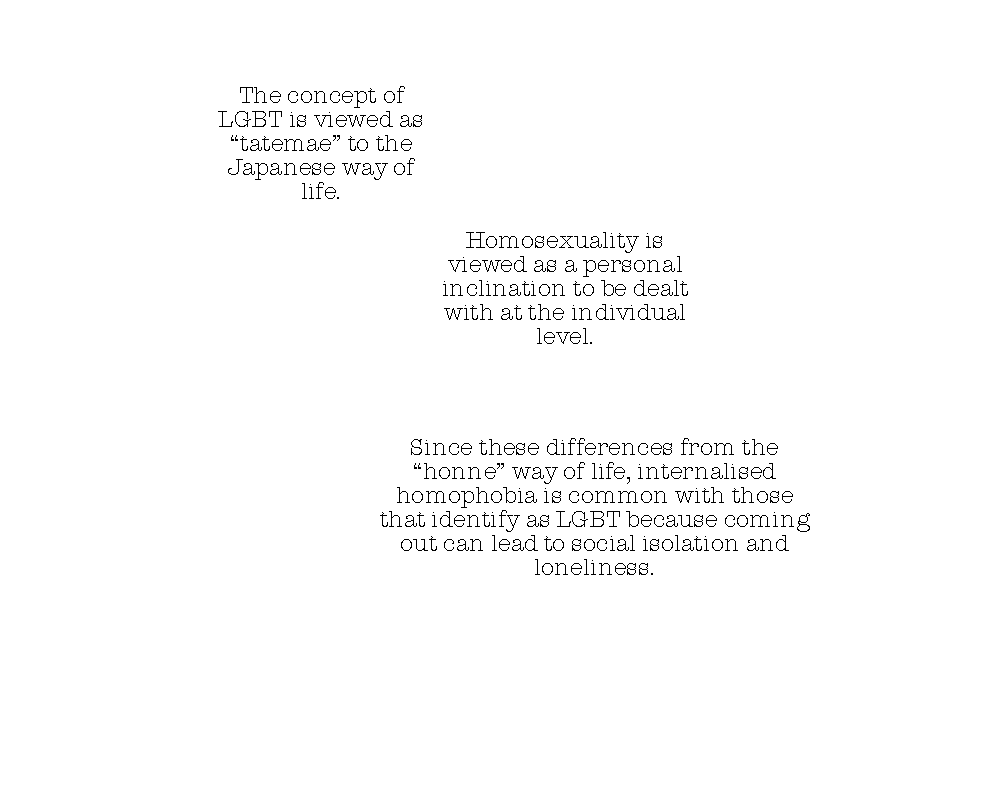 The concept of
LGBT is viewed as
“tatemae” to the
Japanese way of
life.
Homosexuality is
viewed as a personal
inclination to be dealt
with at the individual
level.
Since these differences from the
“honne” way of life, internalised
homophobia is common with those
that identify as LGBT because coming
out can lead to social isolation and
loneliness.